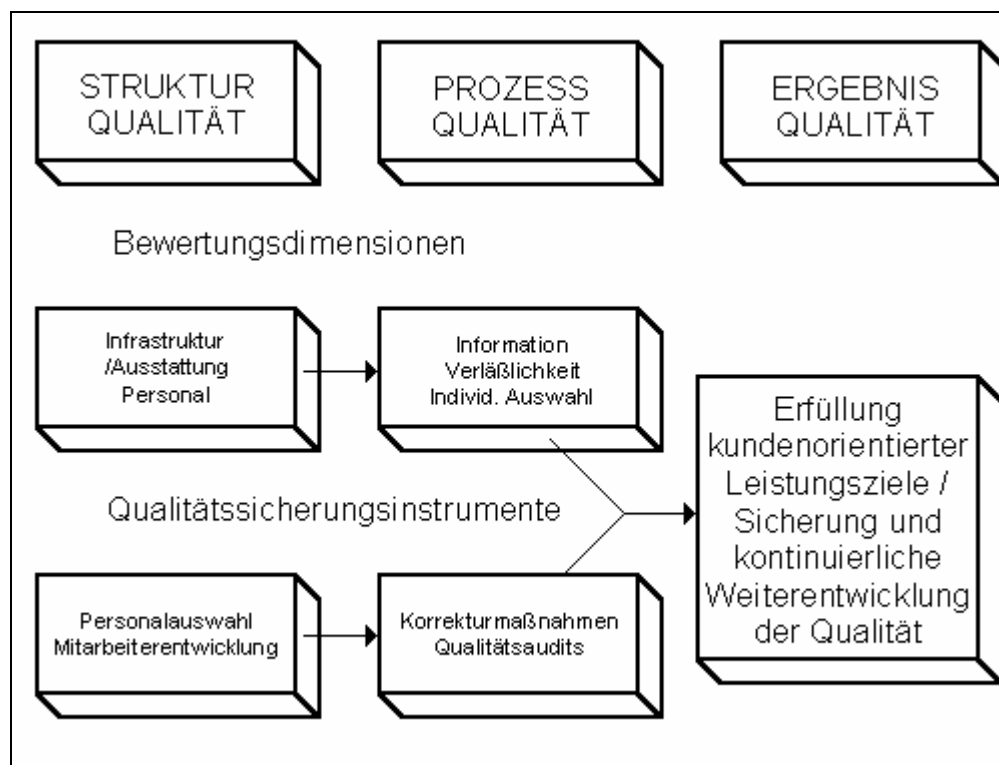 STRUKTUR
QUALITÄT
PROZESS
QUALITÄT
ERGEBNIS
QUALITÄT
Bewertungsdimensionen
Infrastruktur
/Ausstattung
Personal
Information
Verläßlichkeit
Individ. Auswahl
Erfüllung
kundenorientierter
Leistungsziele /
Sicherung und
kontinuierliche
Weiterentwicklung
der Qualität
Qualitätssicherungsinstrumente
Personalauswahl
Mitarbeiterentwicklung
Korrekturmaßnahmen
Qualitätsaudits